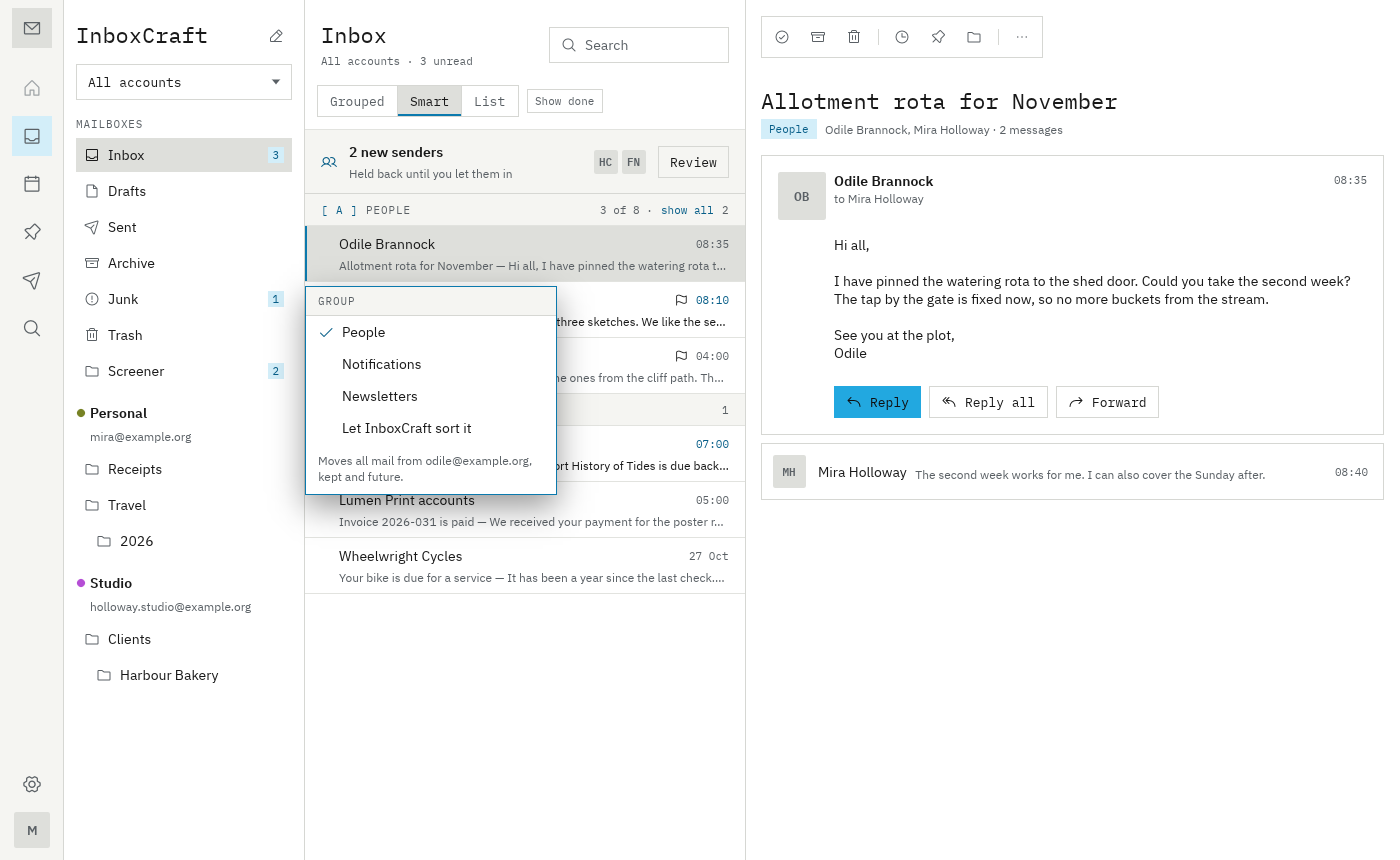 InboxCraft
All accounts
MAILBOXES
Inbox 3
Drafts
Sent
Archive
Junk 1
Trash
Screener 2
Personal
mira@example.org
Receipts
Travel
2026
Studio
holloway.studio@example.org
Clients
Harbour Bakery
M
Inbox
All accounts · 3 unread
Search
Grouped Smart List Show done
2 new senders
Held back until you let them in
HC FN Review
[ A ] PEOPLE 3 of 8 · show all 2
Odile Brannock 08:35
Allotment rota for November — Hi all, I have pinned the watering rota t…
08:10
three sketches. We like the se…
04:00
ne ones from the cliff path. Th…
1
07:00
ort History of Tides is due back…
GROUP
People
Notifications
Newsletters
Let InboxCraft sort it
Moves all mail from odile@example.org,
kept and future.
Lumen Print accounts 05:00
Invoice 2026-031 is paid — We received your payment for the poster r…
Wheelwright Cycles 27 Oct
Your bike is due for a service — It has been a year since the last check.…
Allotment rota for November
People Odile Brannock, Mira Holloway · 2 messages
OB
Odile Brannock 08:35
to Mira Holloway
Hi all,
I have pinned the watering rota to the shed door. Could you take the second week?
The tap by the gate is fixed now, so no more buckets from the stream.
See you at the plot,
Odile
Reply Reply all Forward
MH Mira Holloway The second week works for me. I can also cover the Sunday after. 08:40